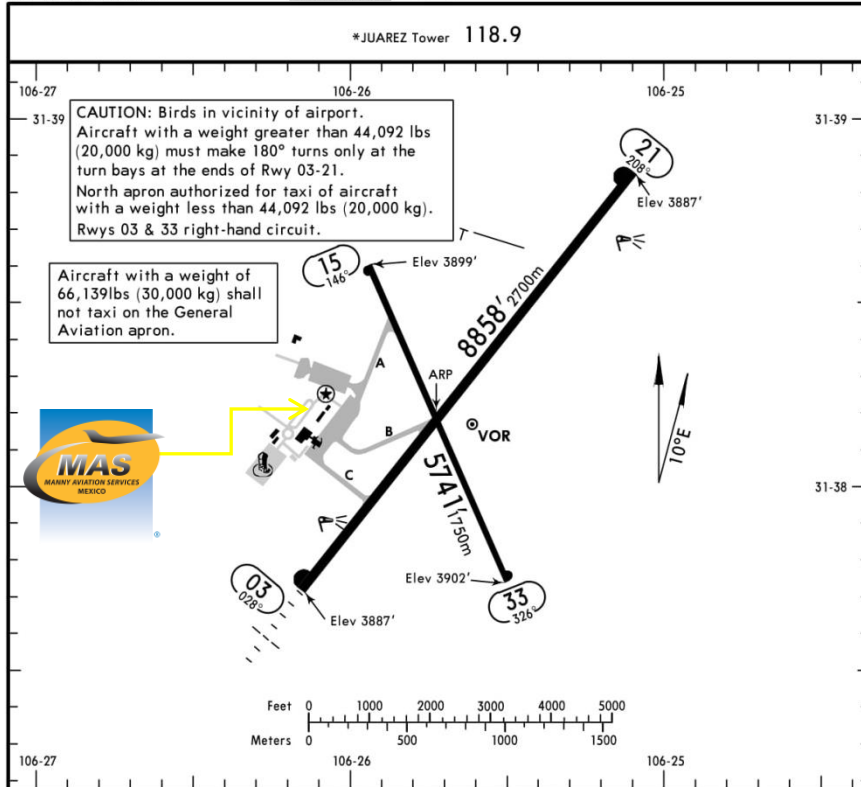 *JUAREZ Tower 118.9
106-27
106-26
106-25
31-39
31-39
CAUTION: Birds in vicinity of airport.
Aircraft with a weight greater than 44,092 lbs
(20,000 kg) must make 180° turns only at the
turn bays at the ends of Rwy 03-21.
North apron authorized for taxi of aircraft
with a weight less than 44,092 lbs (20,000 kg).
Rwys 03 & 33 right-hand circuit.
21
208°
Elev 3887'
T
15
146°
Elev 3899'
Aircraft with a weight of
66,139lbs (30,000 kg) shall
not taxi on the General
Aviation apron.
8858'
2700m
A
ARP
B
VOR
C
10°E
MAS
MANNY AVIATION SERVICES
MEXICO
®
5741'
1750m
31-38
31-38
03
028°
Elev 3887'
Elev 3902'
33
326°
Feet 0 1000 2000 3000 4000 5000
Meters 0 500 1000 1500
106-27
106-26
106-25